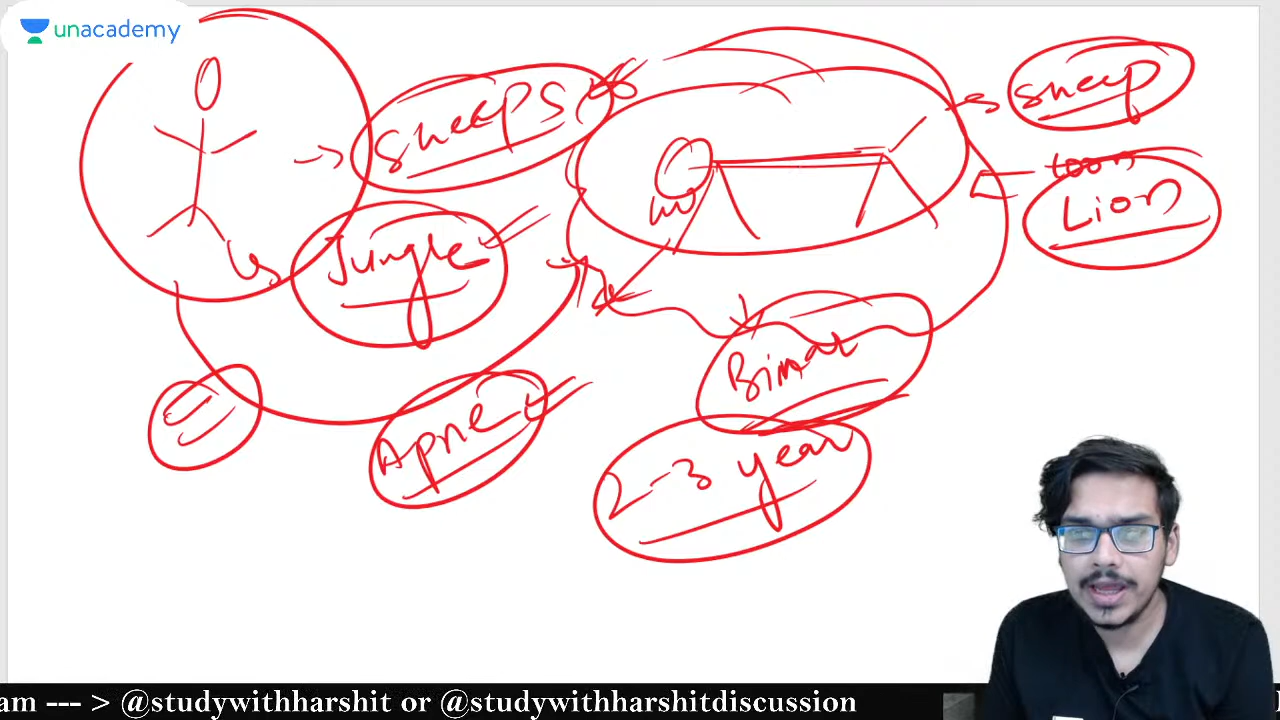 unacademy
sheeps
sheep
Lion
Jungle
Bimar
Apne
2-3 year
am --- > @studywithharshit or @studywithharshitdiscussion